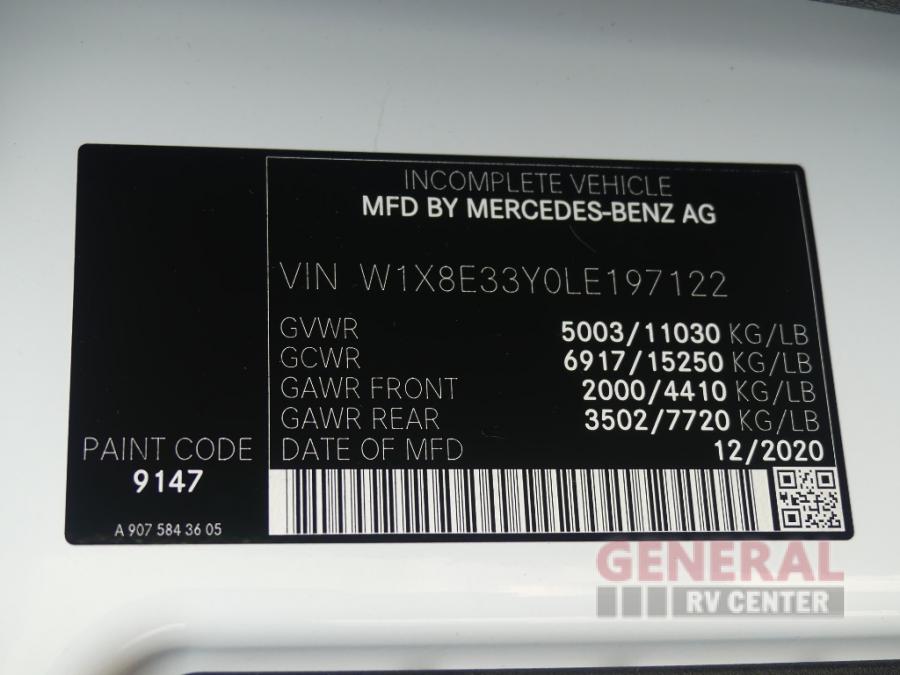 INCOMPLETE VEHICLE
MFD BY MERCEDES-BENZ AG
VIN W1X8E33Y0LE197122
GVWR 5003/11030 KG/LB
GCWR 6917/15250 KG/LB
GAWR FRONT 2000/4410 KG/LB
GAWR REAR 3502/7720 KG/LB
DATE OF MFD 12/2020
PAINT CODE
9147
A 907 584 36 05
GENERAL
RV CENTER